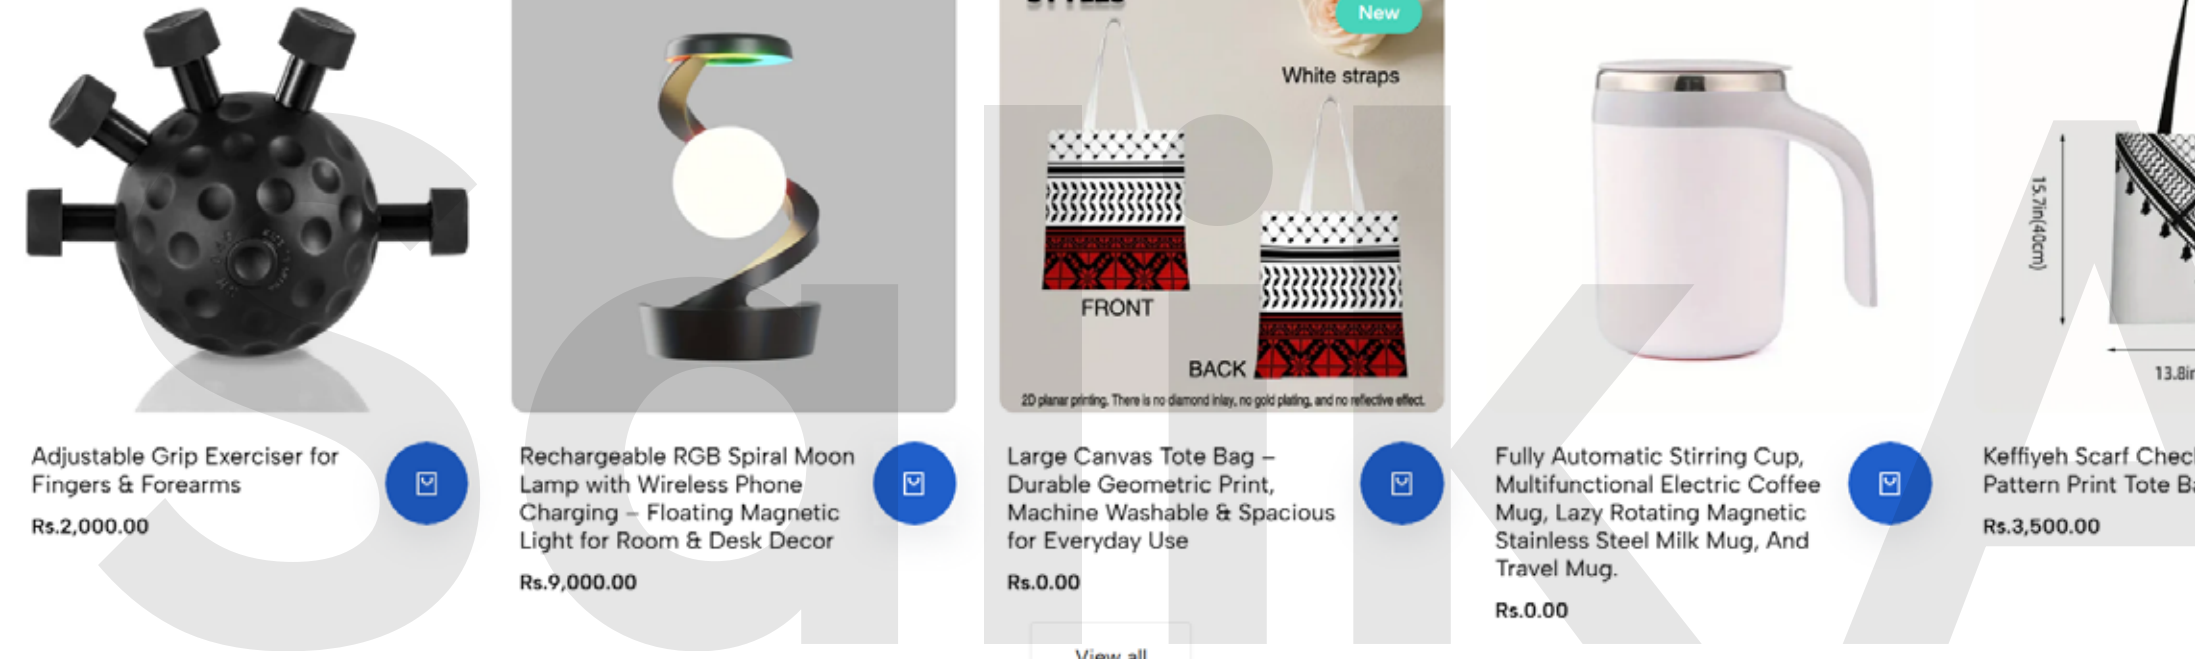 STYLES
New
White straps
FRONT
BACK
2D planar printing. There is no diamond inlay, no gold plating, and no reflective effect.
15.7in(40cm)
13.8in
Adjustable Grip Exerciser for
Fingers & Forearms
Rs.2,000.00
Rechargeable RGB Spiral Moon
Lamp with Wireless Phone
Charging – Floating Magnetic
Light for Room & Desk Decor
Rs.9,000.00
Large Canvas Tote Bag –
Durable Geometric Print,
Machine Washable & Spacious
for Everyday Use
Rs.0.00
Fully Automatic Stirring Cup,
Multifunctional Electric Coffee
Mug, Lazy Rotating Magnetic
Stainless Steel Milk Mug, And
Travel Mug.
Rs.0.00
Keffiyeh Scarf
Pattern Print Tote
Rs.3,500.00
View all